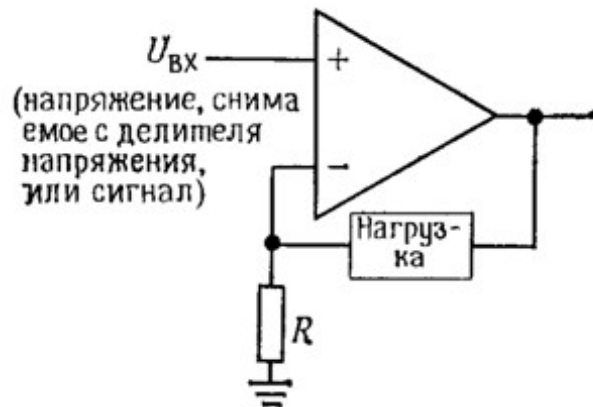 U ВХ
(напряжение, снима
емое с делителя
напряжения,
или сигнал)
+
−
Нагруз-
ка
R